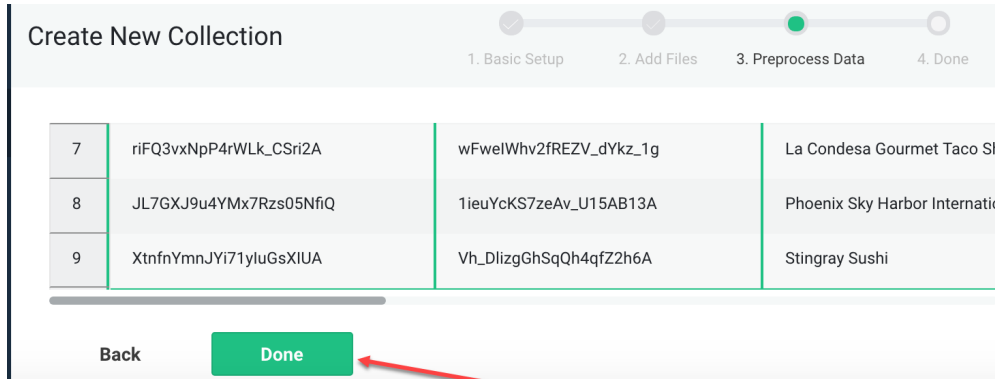 Create New Collection
1. Basic Setup
2. Add Files
3. Preprocess Data
4. Done
7 riFQ3vxNpP4rWLk_CSri2A wFweIWhv2fREZV_dYkz_1g La Condesa Gourmet Taco
8 JL7GXJ9u4YMx7Rzs05NfiQ 1ieuYcKS7zeAv_U15AB13A Phoenix Sky Harbor
9 XtnfnYmnJYi71yIuGsXIUA Vh_DlizgGhSqQh4qfZ2h6A Stingray Sushi
Back Done